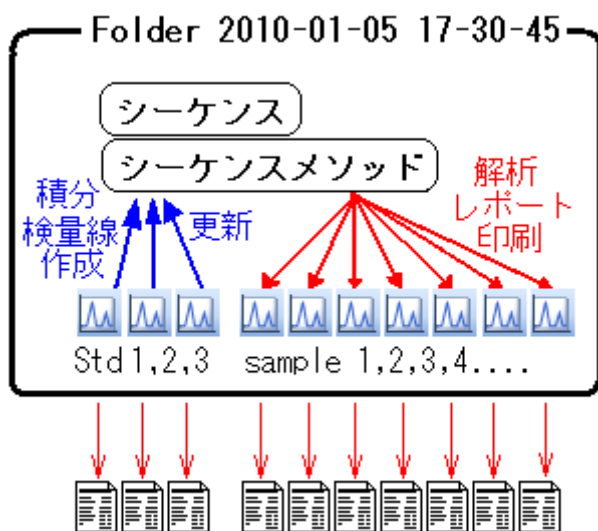 Folder 2010-01-05 17-30-45
シーケンス
シーケンスメソッド
積分
検量線
作成
更新
解析
レポート
印刷
Std1,2,3
sample 1,2,3,4....